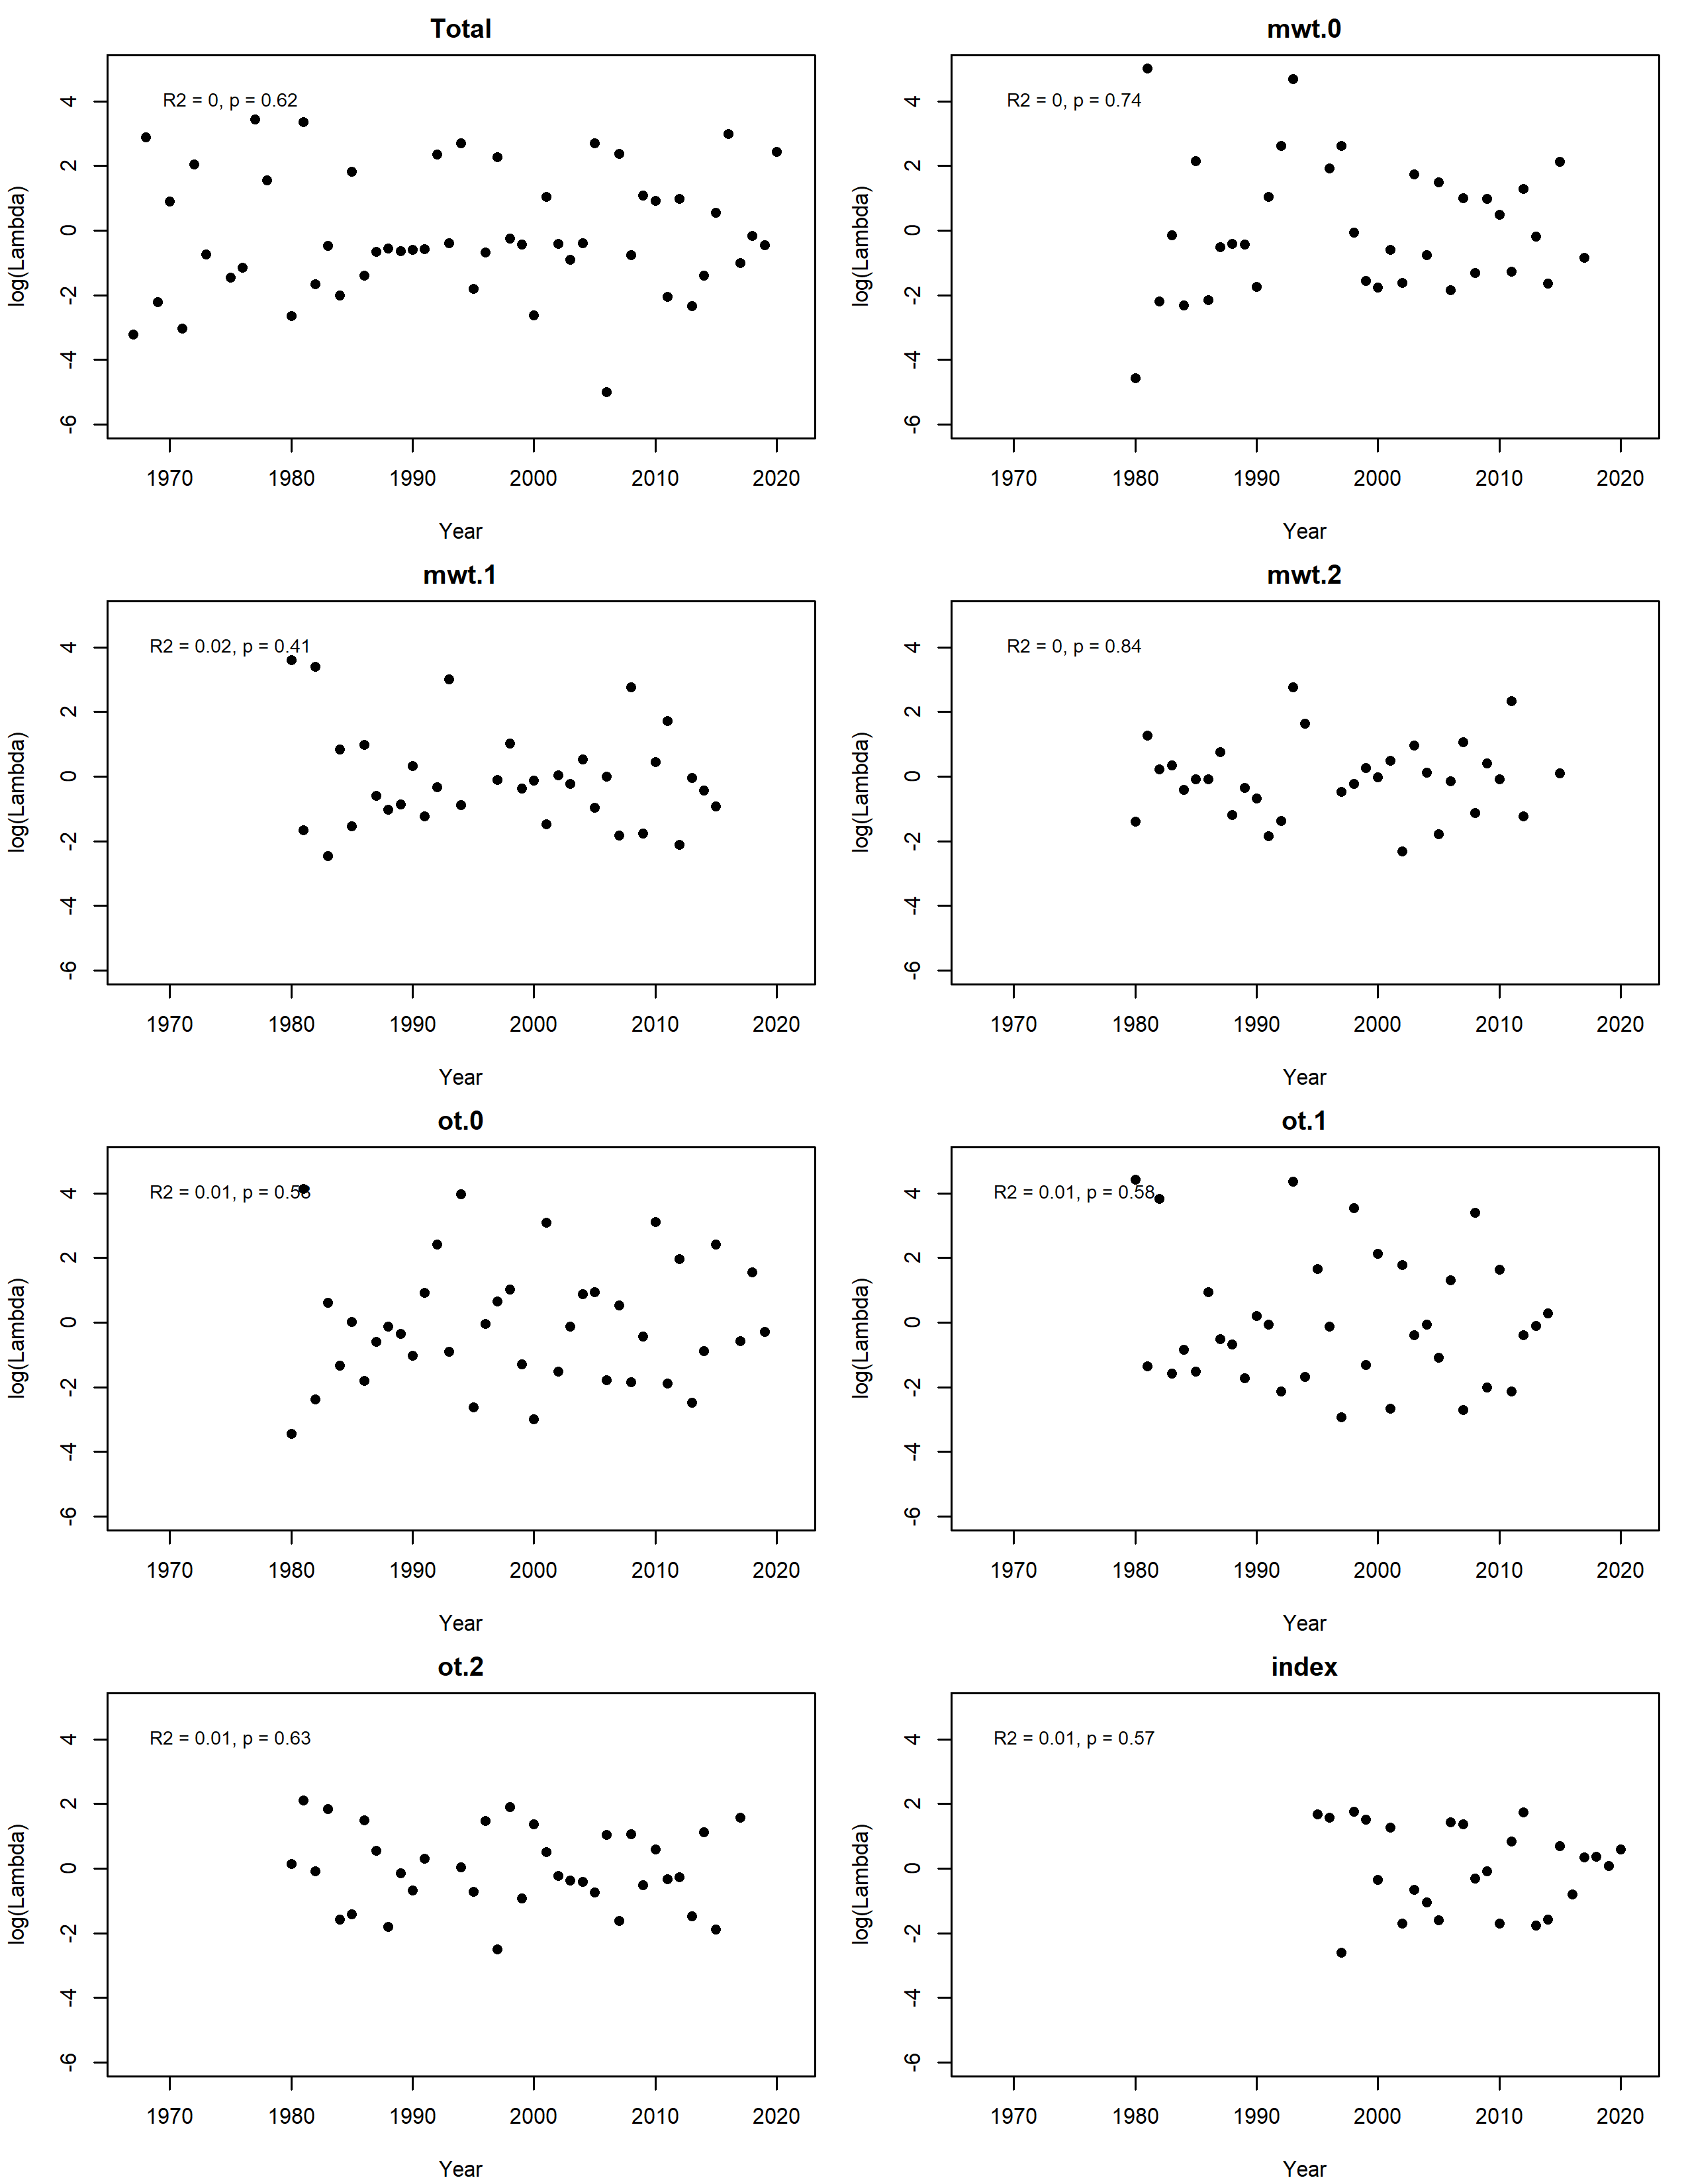 Total
4
2
0
-2
-4
-6
log(Lambda)
R2 = 0, p = 0.62
1970 1980 1990 2000 2010 2020
Year
mwt.0
4
2
0
-2
-4
-6
log(Lambda)
R2 = 0, p = 0.74
1970 1980 1990 2000 2010 2020
Year
mwt.1
4
2
0
-2
-4
-6
log(Lambda)
R2 = 0.02, p = 0.41
1970 1980 1990 2000 2010 2020
Year
mwt.2
4
2
0
-2
-4
-6
log(Lambda)
R2 = 0, p = 0.84
1970 1980 1990 2000 2010 2020
Year
ot.0
4
2
0
-2
-4
-6
log(Lambda)
R2 = 0.01, p =
1970 1980 1990 2000 2010 2020
Year
ot.1
4
2
0
-2
-4
-6
log(Lambda)
R2 = 0.01, p = 0.58
1970 1980 1990 2000 2010 2020
Year
ot.2
4
2
0
-2
-4
-6
log(Lambda)
R2 = 0.01, p = 0.63
1970 1980 1990 2000 2010 2020
Year
index
4
2
0
-2
-4
-6
log(Lambda)
R2 = 0.01, p = 0.57
1970 1980 1990 2000 2010 2020
Year